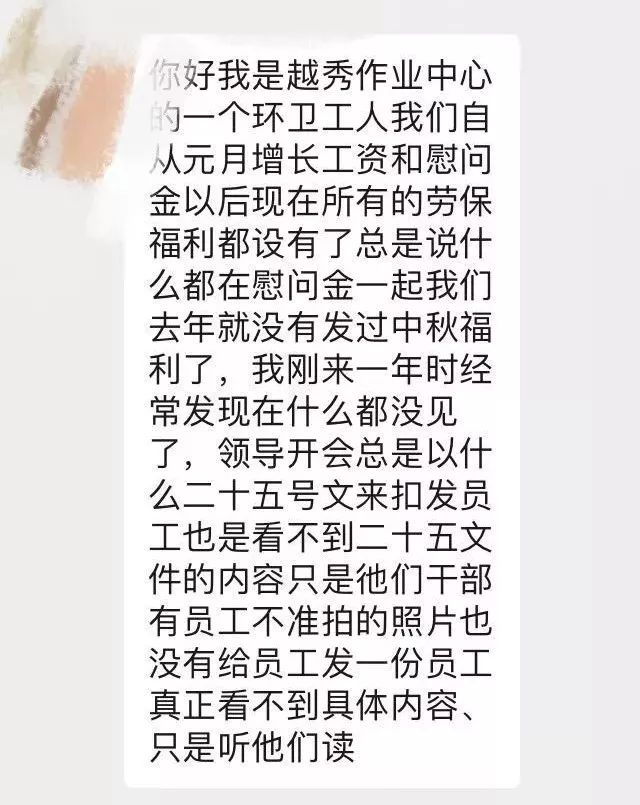 你好我是越秀作业中心
的一个环卫工人我们自
从元月增长工资和慰问
金以后现在所有的劳保
福利都设有了总是说什
么都在慰问金一起我们
去年就没有发过中秋福
利了，我刚来一年时经
常发现在什么都没见
了，领导开会总是以什
么二十五号文来扣发员
工也是看不到二十五文
件的内容只是彵们干部
有员工不准拍的照片也
没有给员工发一份员工
真正看不到具体内容、
只是听他们读